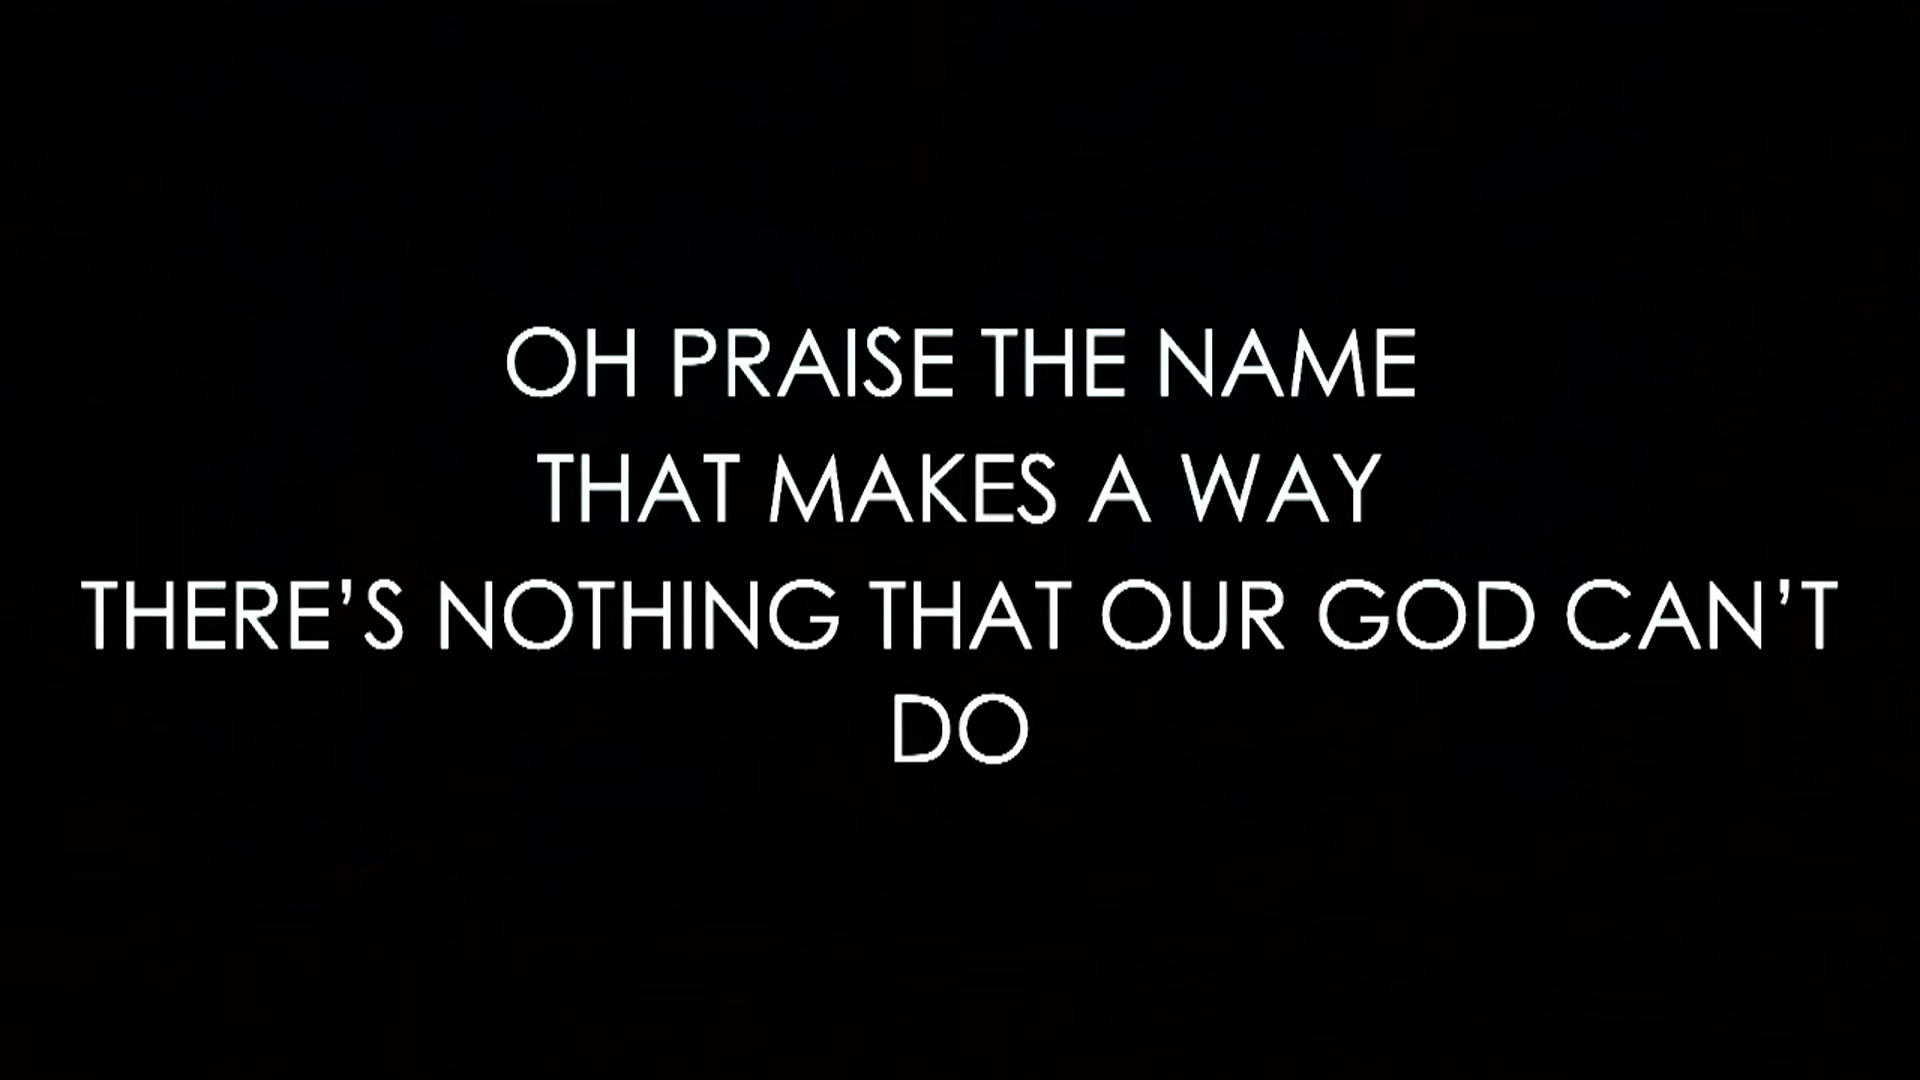 OH PRAISE THE NAME
THAT MAKES A WAY
THERE’S NOTHING THAT OUR GOD CAN’T
DO